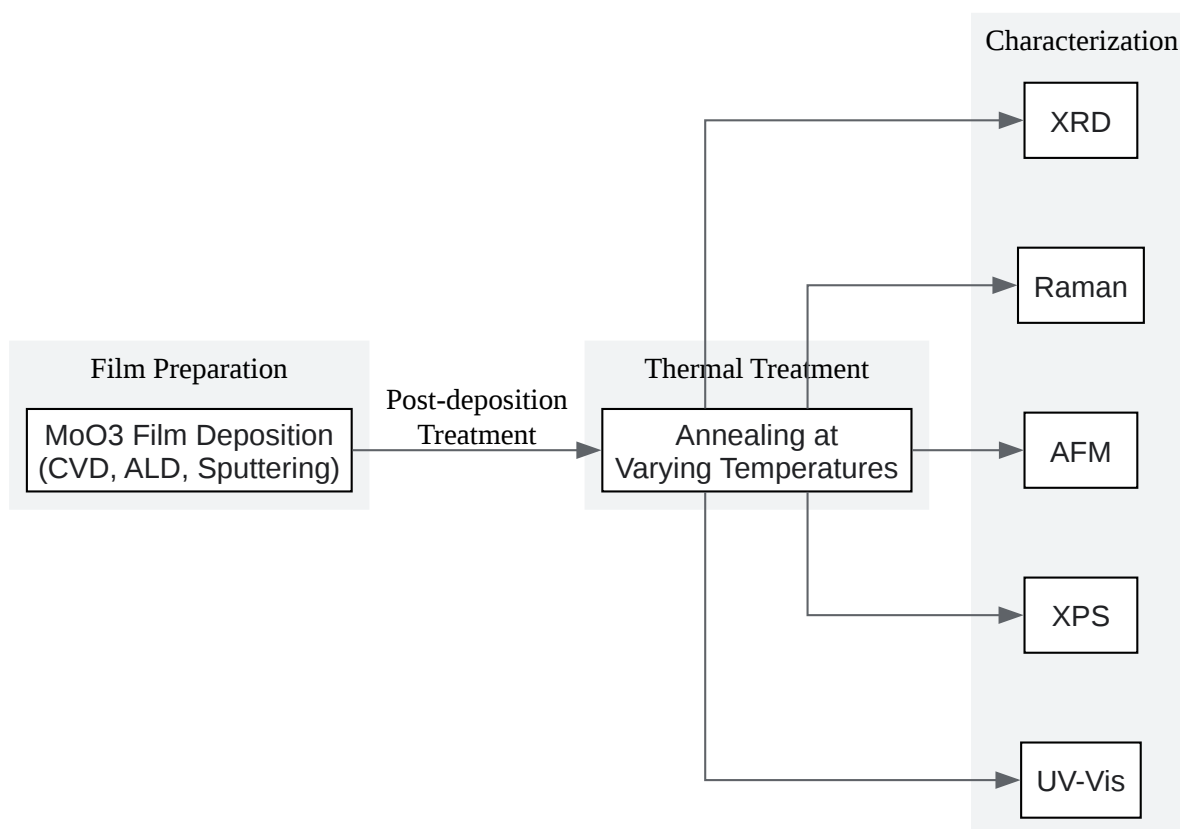 Characterization
XRD
Raman
Film Preparation
Post-deposition
Treatment
Thermal Treatment
MoO3 Film Deposition
(CVD, ALD, Sputtering)
Annealing at
Varying Temperatures
AFM
XPS
UV-Vis